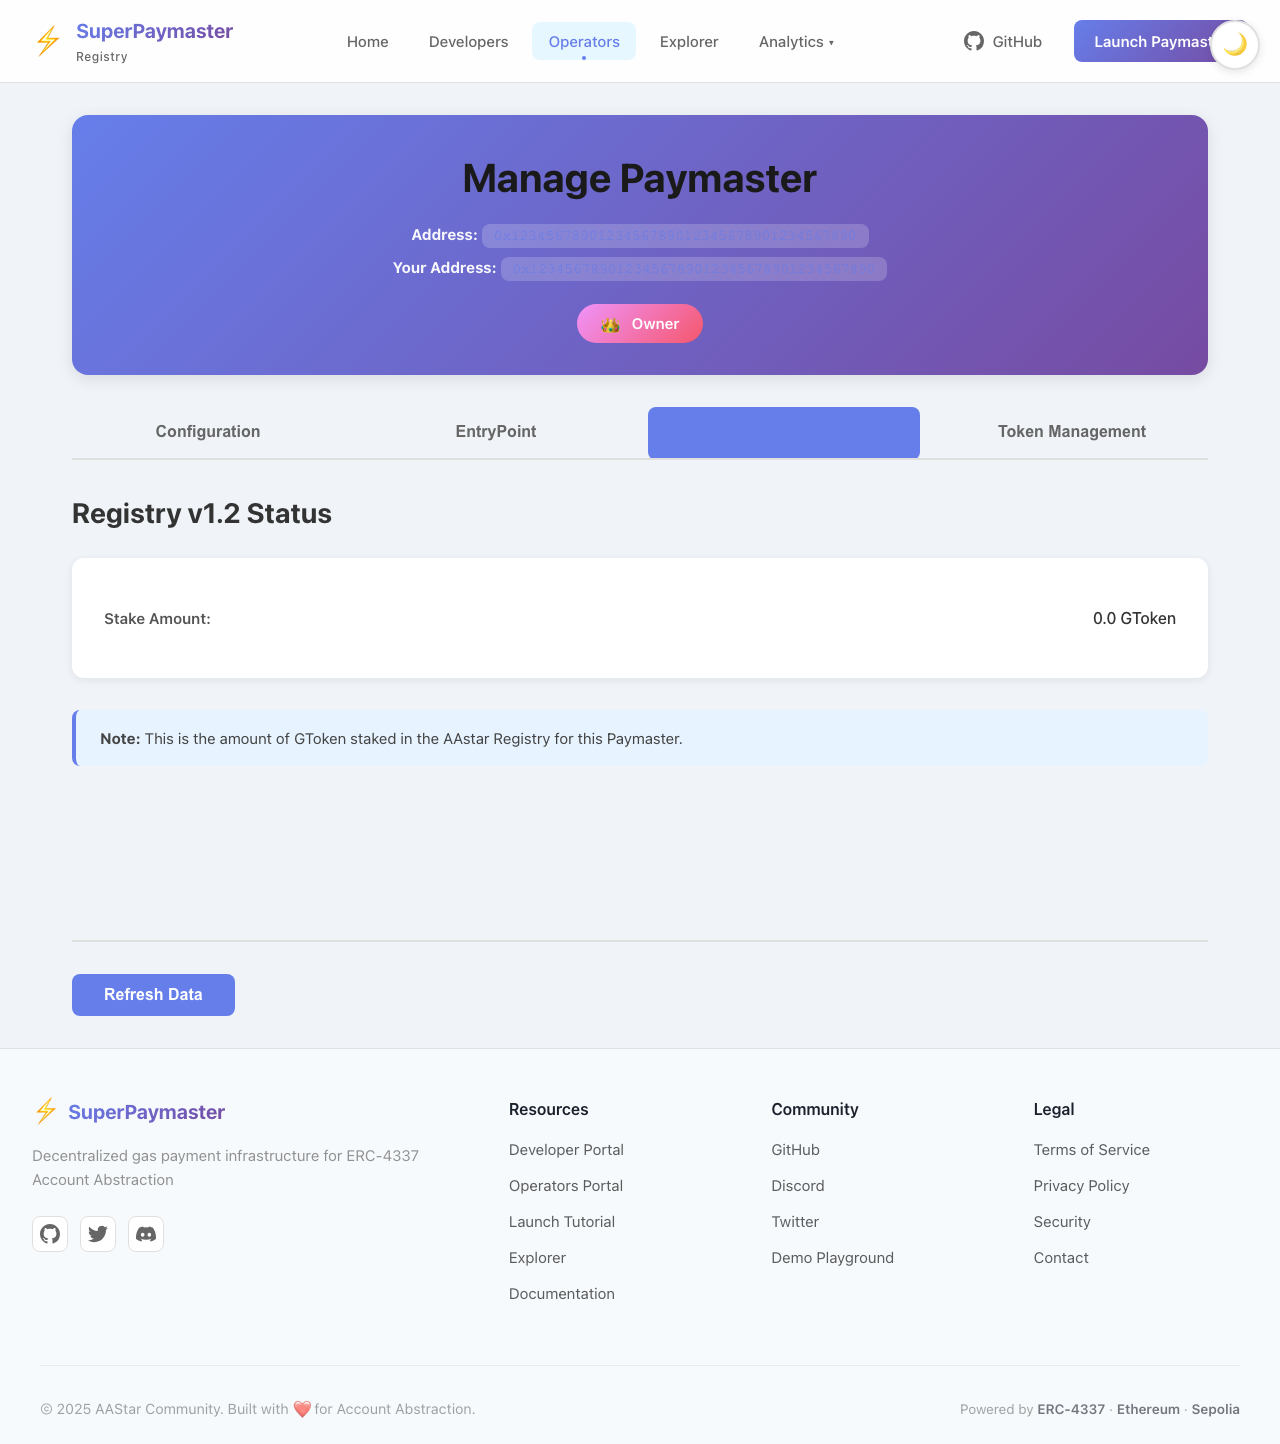 SuperPaymaster
Registry
Home
Developers
Operators
Explorer
Analytics ▾
GitHub
Launch Paymast
Manage Paymaster
Address: 0x1234567890123456789012345678901234567890
Your Address: 0x1234567890123456789012345678901234567890
Owner
Configuration
EntryPoint
Token Management
Registry v1.2 Status
Stake Amount:
0.0 GToken
Note: This is the amount of GToken staked in the AAstar Registry for this Paymaster.
Refresh Data
SuperPaymaster
Decentralized gas payment infrastructure for ERC-4337
Account Abstraction
Resources
Developer Portal
Operators Portal
Launch Tutorial
Explorer
Documentation
Community
GitHub
Discord
Twitter
Demo Playground
Legal
Terms of Service
Privacy Policy
Security
Contact
© 2025 AAStar Community. Built with ❤️ for Account Abstraction.
Powered by ERC-4337 · Ethereum · Sepolia